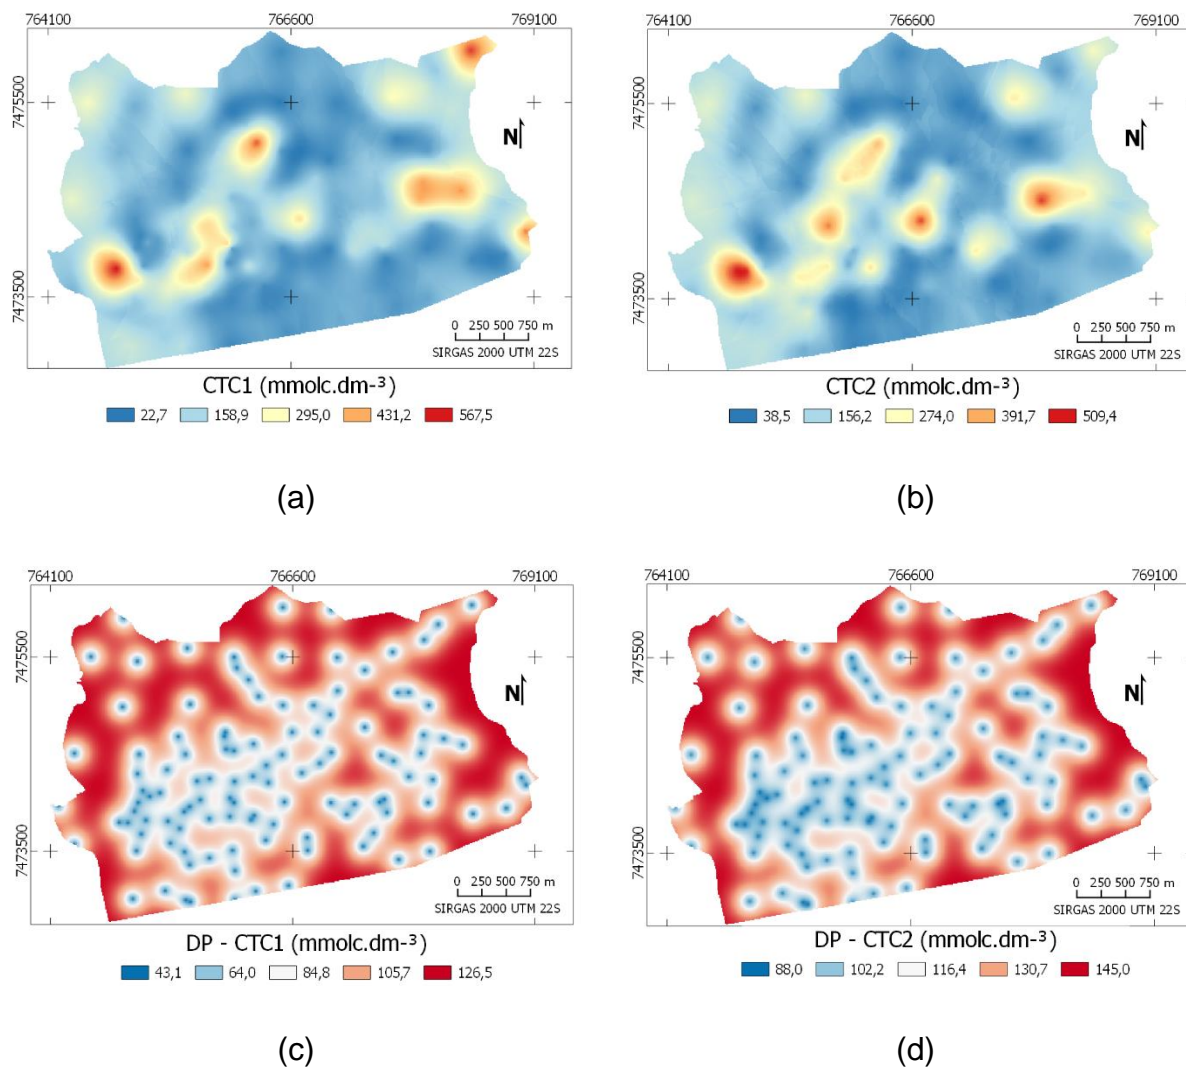 764100 766600 769100
7475500
7473500
N
0 250 500 750 m
SIRGAS 2000 UTM 22S
CTC1 (mmolc.dm-³)
22,7 158,9 295,0 431,2 567,5
(a)
764100 766600 769100
7475500
7473500
N
0 250 500 750 m
SIRGAS 2000 UTM 22S
CTC2 (mmolc.dm-³)
38,5 156,2 274,0 391,7 509,4
(b)
764100 766600 769100
7475500
7473500
N
0 250 500 750 m
SIRGAS 2000 UTM 22S
DP - CTC1 (mmolc.dm-³)
43,1 64,0 84,8 105,7 126,5
(c)
764100 766600 769100
7475500
7473500
N
0 250 500 750 m
SIRGAS 2000 UTM 22S
DP - CTC2 (mmolc.dm-³)
88,0 102,2 116,4 130,7 145,0
(d)